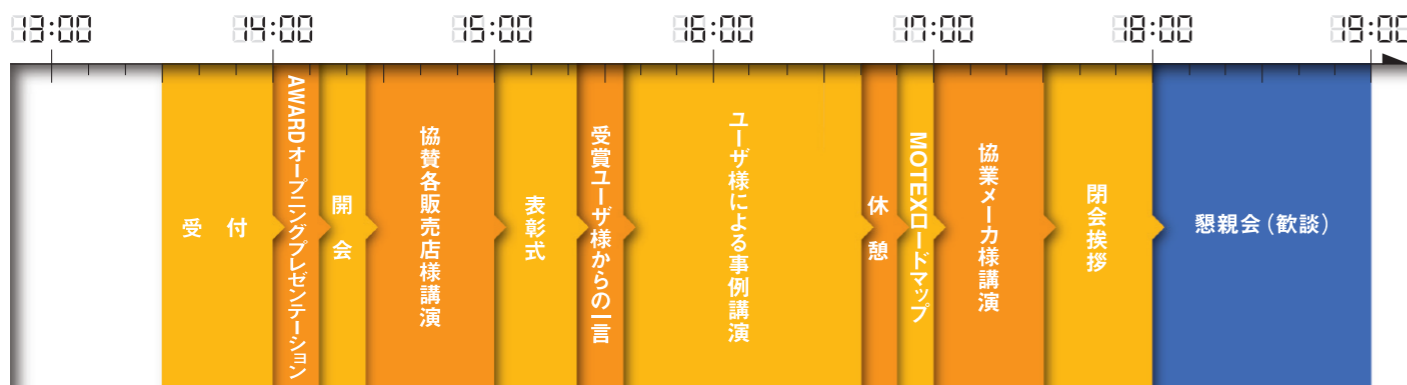 13:00
14:00
15:00
16:00
17:00
18:00
19:00
受 付
AWARDオープニングプレゼンテーション
開 会
協賛各販売店様講演
表彰式
受賞ユーザ様からの一言
ユーザ様による事例講演
休 憩
MOTEXロードマップ
協業メーカ様講演
閉会挨拶
懇親会(歓談)